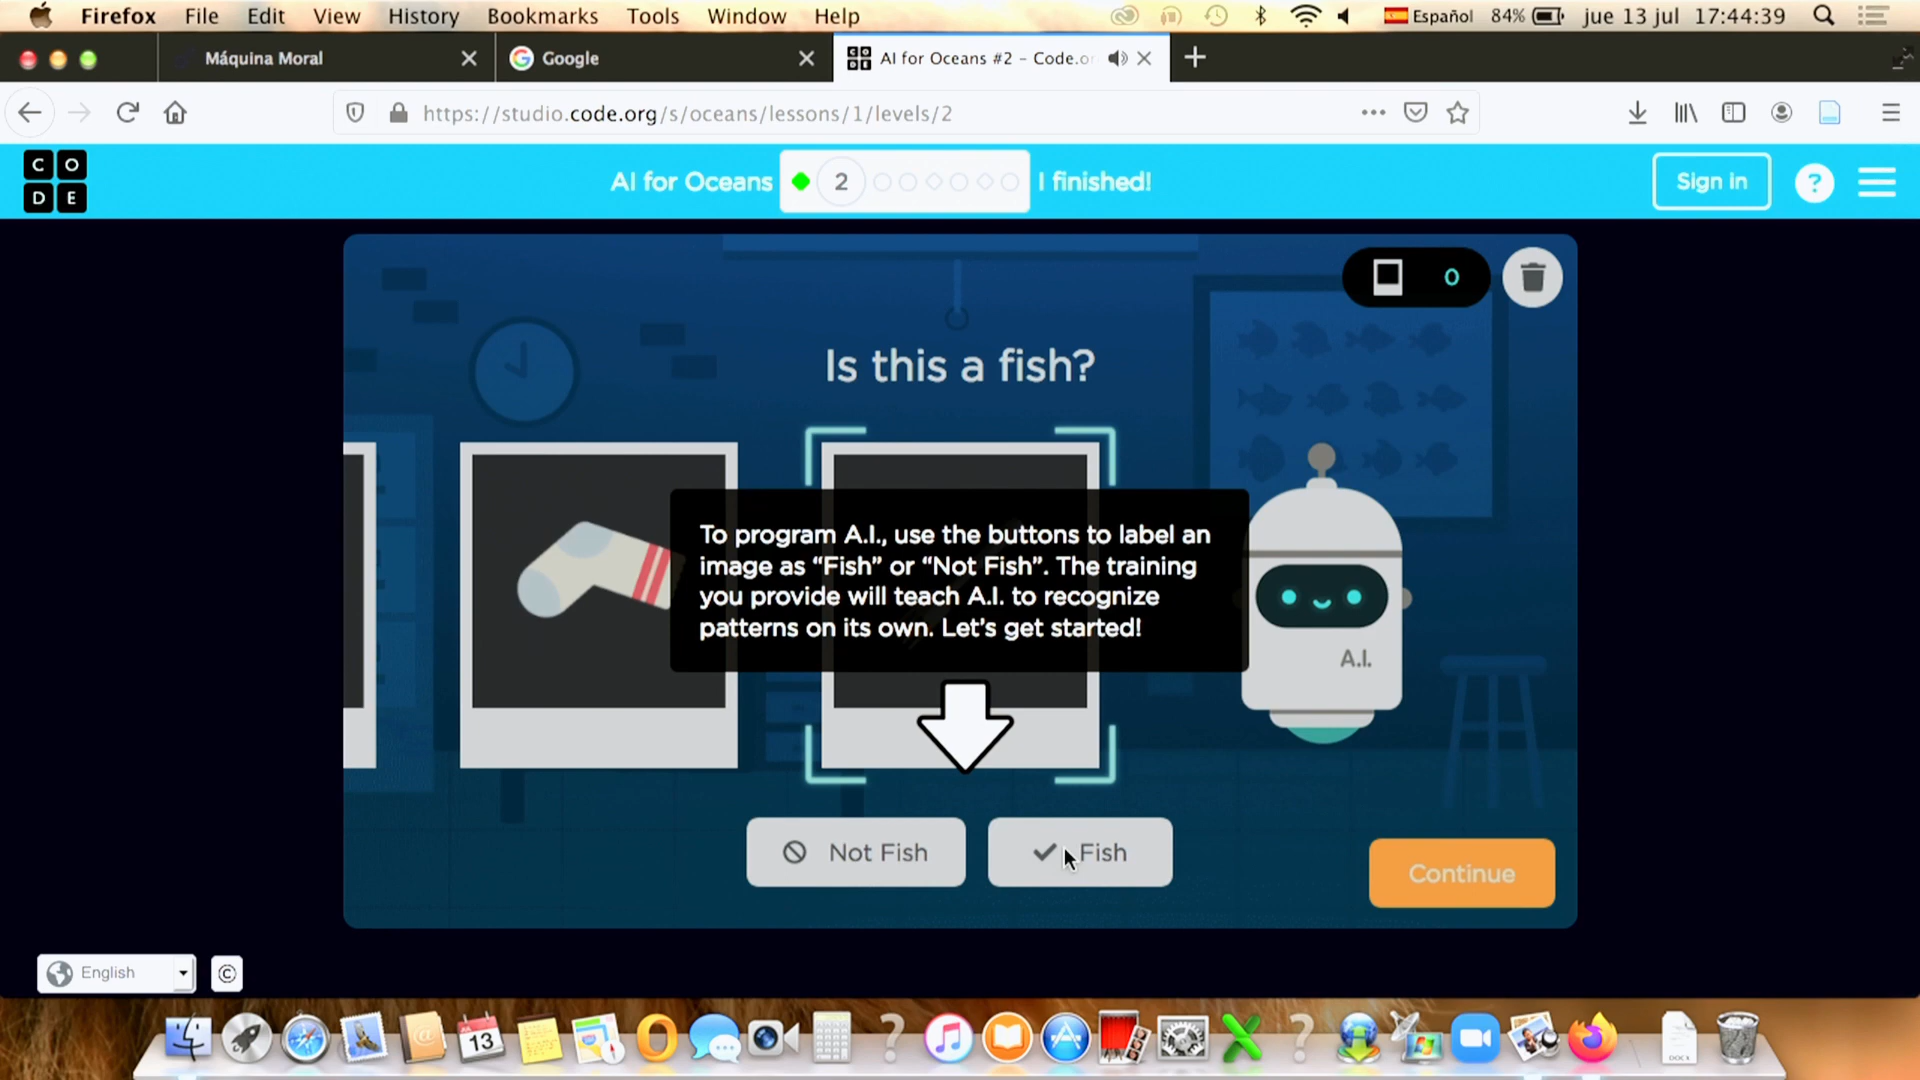 Firefox File Edit View History Bookmarks Tools Window Help Español 84% jue 13 jul 17:44:39
Máquina Moral Google AI for Oceans #2 – Code.or
https://studio.code.org/s/oceans/lessons/1/levels/2
CODE AI for Oceans 2 I finished! Sign in ?
0
Is this a fish?
To program A.I., use the buttons to label an
image as “Fish” or “Not Fish”. The training
you provide will teach A.I. to recognize
patterns on its own. Let’s get started!
A.I.
Not Fish Fish
Continue
English ©
13
DOCX